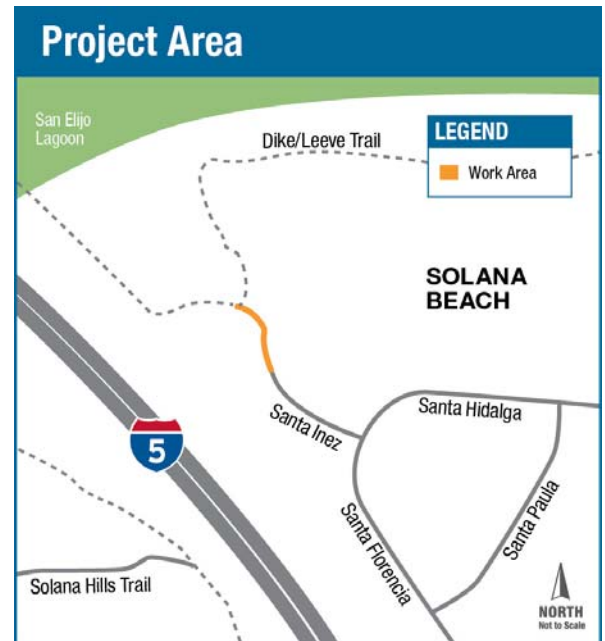 Project Area
San Elijo
Lagoon
Dike/Leeve Trail
LEGEND
Work Area
SOLANA
BEACH
Santa Hidalga
Santa Inez
5
Santa Florencia
Santa Paula
Solana Hills Trail
NORTH
Not to Scale